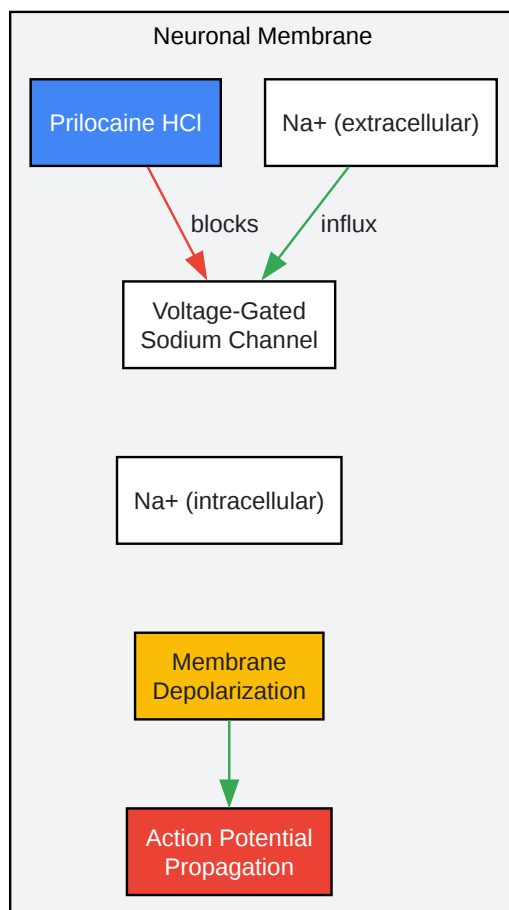 Neuronal Membrane
Prilocaine HCl
Na+ (extracellular)
blocks
influx
Voltage-Gated
Sodium Channel
Na+ (intracellular)
Membrane
Depolarization
Action Potential
Propagation